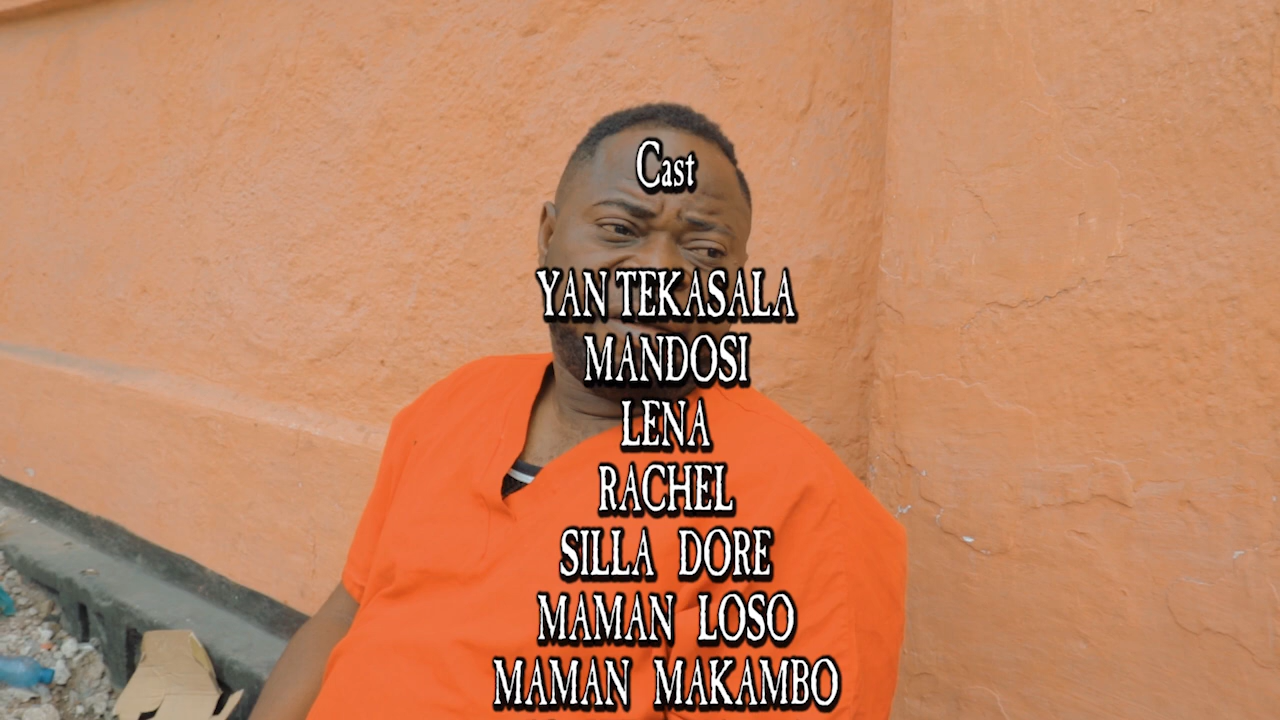 Cast
YAN TEKASALA
MANDOSI
LENA
RACHEL
SILLA DORE
MAMAN LOSO
MAMAN MAKAMBO